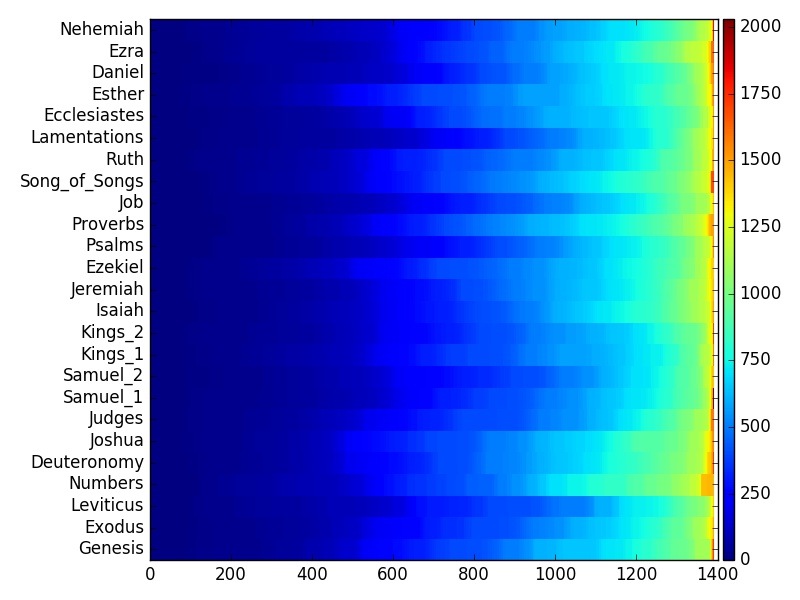 Nehemiah
Ezra
Daniel
Esther
Ecclesiastes
Lamentations
Ruth
Song_of_Songs
Job
Proverbs
Psalms
Ezekiel
Jeremiah
Isaiah
Kings_2
Kings_1
Samuel_2
Samuel_1
Judges
Joshua
Deuteronomy
Numbers
Leviticus
Exodus
Genesis
0 200 400 600 800 1000 1200 1400
2000
1750
1500
1250
1000
750
500
250
0